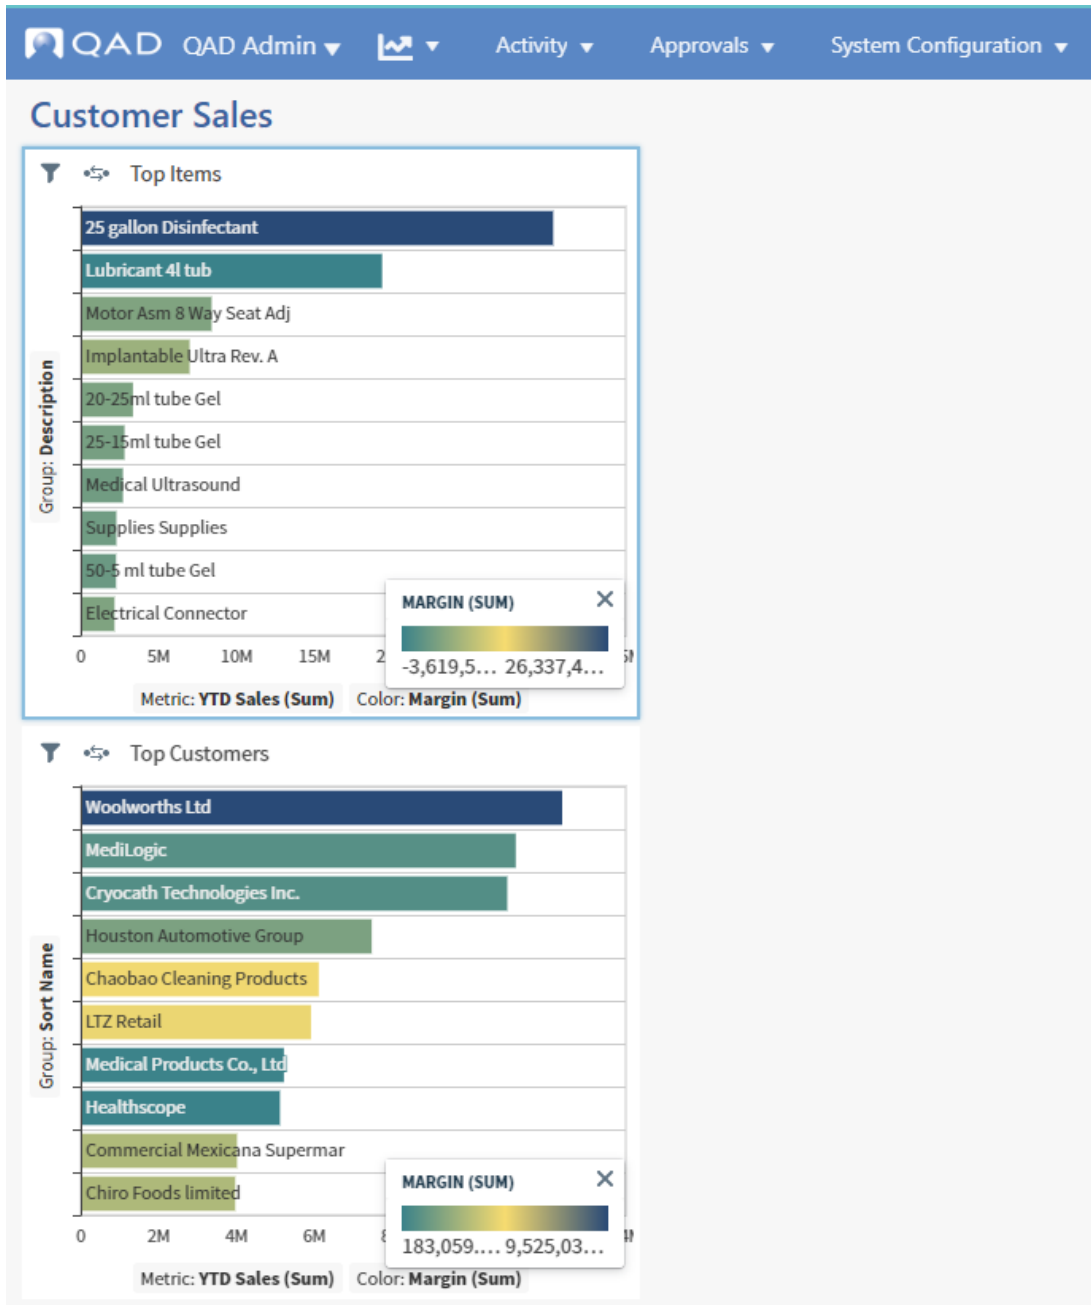 QAD QAD Admin Activity Approvals System Configuration
Customer Sales
Top Items
Group: Description
25 gallon Disinfectant
Lubricant 4l tub
Motor Asm 8 Way Seat Adj
Implantable Ultra Rev. A
20-25ml tube Gel
25-15ml tube Gel
Medical Ultrasound
Supplies Supplies
50-5 ml tube Gel
Electrical Connector
MARGIN (SUM)
-3,619,5... 26,337,4...
0 5M 10M 15M
Metric: YTD Sales (Sum) Color: Margin (Sum)
Top Customers
Group: Sort Name
Woolworths Ltd
MediLogic
Cryocath Technologies Inc.
Houston Automotive Group
Chaobao Cleaning Products
LTZ Retail
Medical Products Co., Ltd
Healthscope
Commercial Mexicana Supermar
Chiro Foods limited
MARGIN (SUM)
183,059.... 9,525,03...
0 2M 4M 6M
Metric: YTD Sales (Sum) Color: Margin (Sum)